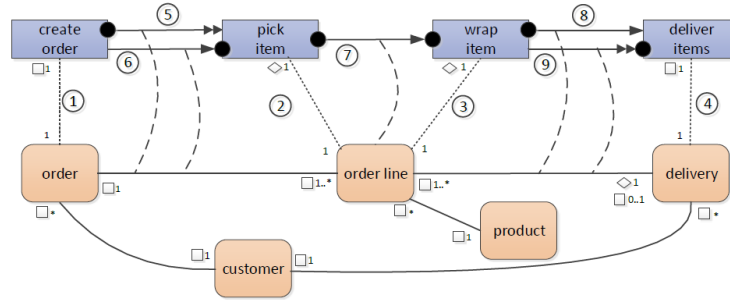 5
8
create
order
pick
item
wrap
item
deliver
items
6
7
9
1
1
1
1
1
2
3
4
1
1
1
1
order
order line
delivery
1
1..*
1..*
1
0..1
*
*
*
product
1
1
1
customer